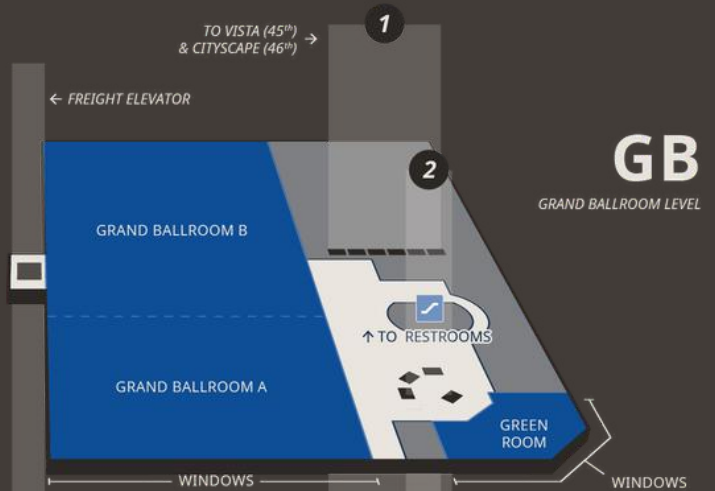 TO VISTA (45th)
& CITYSCAPE (46th) →
1
← FREIGHT ELEVATOR
2
GB
GRAND BALLROOM LEVEL
GRAND BALLROOM B
↑ TO RESTROOMS
GRAND BALLROOM A
GREEN
ROOM
WINDOWS
WINDOWS